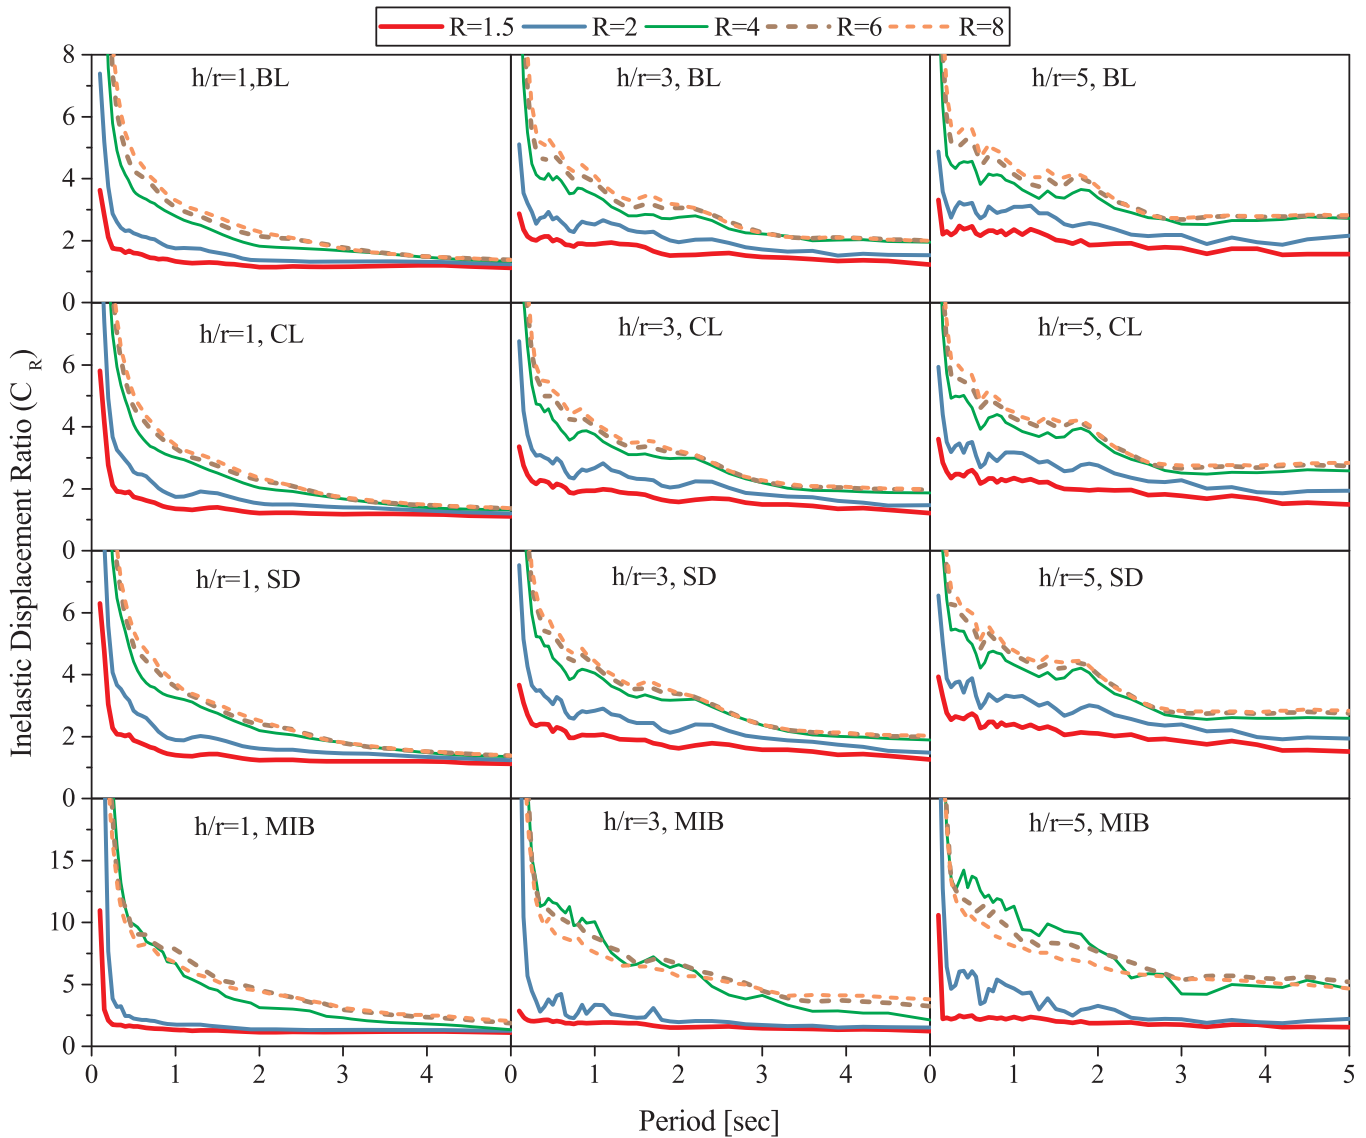 R=1.5 R=2 R=4 R=6 R=8
h/r=1,BL h/r=3, BL h/r=5, BL
8
6
4
2
0
h/r=1, CL h/r=3, CL h/r=5, CL
6
4
2
0
h/r=1, SD h/r=3, SD h/r=5, SD
6
4
2
0
h/r=1, MIB h/r=3, MIB h/r=5, MIB
15
10
5
0
0 1 2 3 4 0 1 2 3 4 0 1 2 3 4 5
Inelastic Displacement Ratio (C R)
Period [sec]